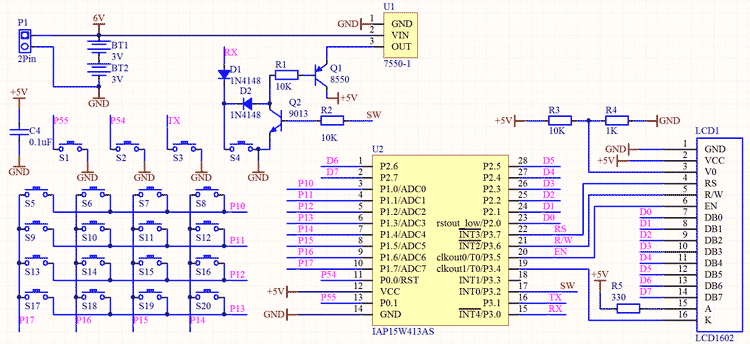 P1
2Pin
6V
BT1
3V
BT2
3V
GND
U1
GND
1
GND
2
VIN
3
OUT
7550-1
RX
D1
1N4148
D2
1N4148
R1
10K
Q1
8550
+5V
Q2
9013
R2
10K
SW
+5V
C4
0.1uF
GND
P55
S1
GND
P54
S2
GND
TX
S3
GND
S4
GND
S5
S6
S7
S8
P10
S9
S10
S11
S12
P11
S13
S14
S15
S16
P12
S17
S18
S19
S20
P13
P17
P16
P15
P14
U2
D6 1 P2.6
D7 2 P2.7
P10 3 P1.0/ADC0
P11 4 P1.1/ADC1
P12 5 P1.2/ADC2
P13 6 P1.3/ADC3
P14 7 P1.4/ADC4
P15 8 P1.5/ADC5
P16 9 P1.6/ADC6
P17 10 P1.7/ADC7
P54 11 P0.0/RST
+5V 12 VCC
P55 13 P0.1
GND 14 GND
P2.5 28 D5
P2.4 27 D4
P2.3 26 D3
P2.2 25 D2
P2.1 24 D1
rstout_low/P2.0 23 D0
INT3/P3.7 22 RS
INT2/P3.6 21 R/W
clkout0/T0/P3.5 20 EN
clkout1/T0/P3.4 19
INT1/P3.3 18
INT0/P3.2 17 SW
P3.1 16 TX
INT4/P3.0 15 RX
IAP15W413AS
+5V
R3
10K
R4
1K
GND
LCD1
GND 1 GND
+5V 2 VCC
3 V0
4 RS
5 R/W
6 EN
D0 7 DB0
D1 8 DB1
D2 9 DB2
D3 10 DB3
D4 11 DB4
D5 12 DB5
D6 13 DB6
D7 14 DB7
15 A
16 K
+5V
R5
330
LCD1602